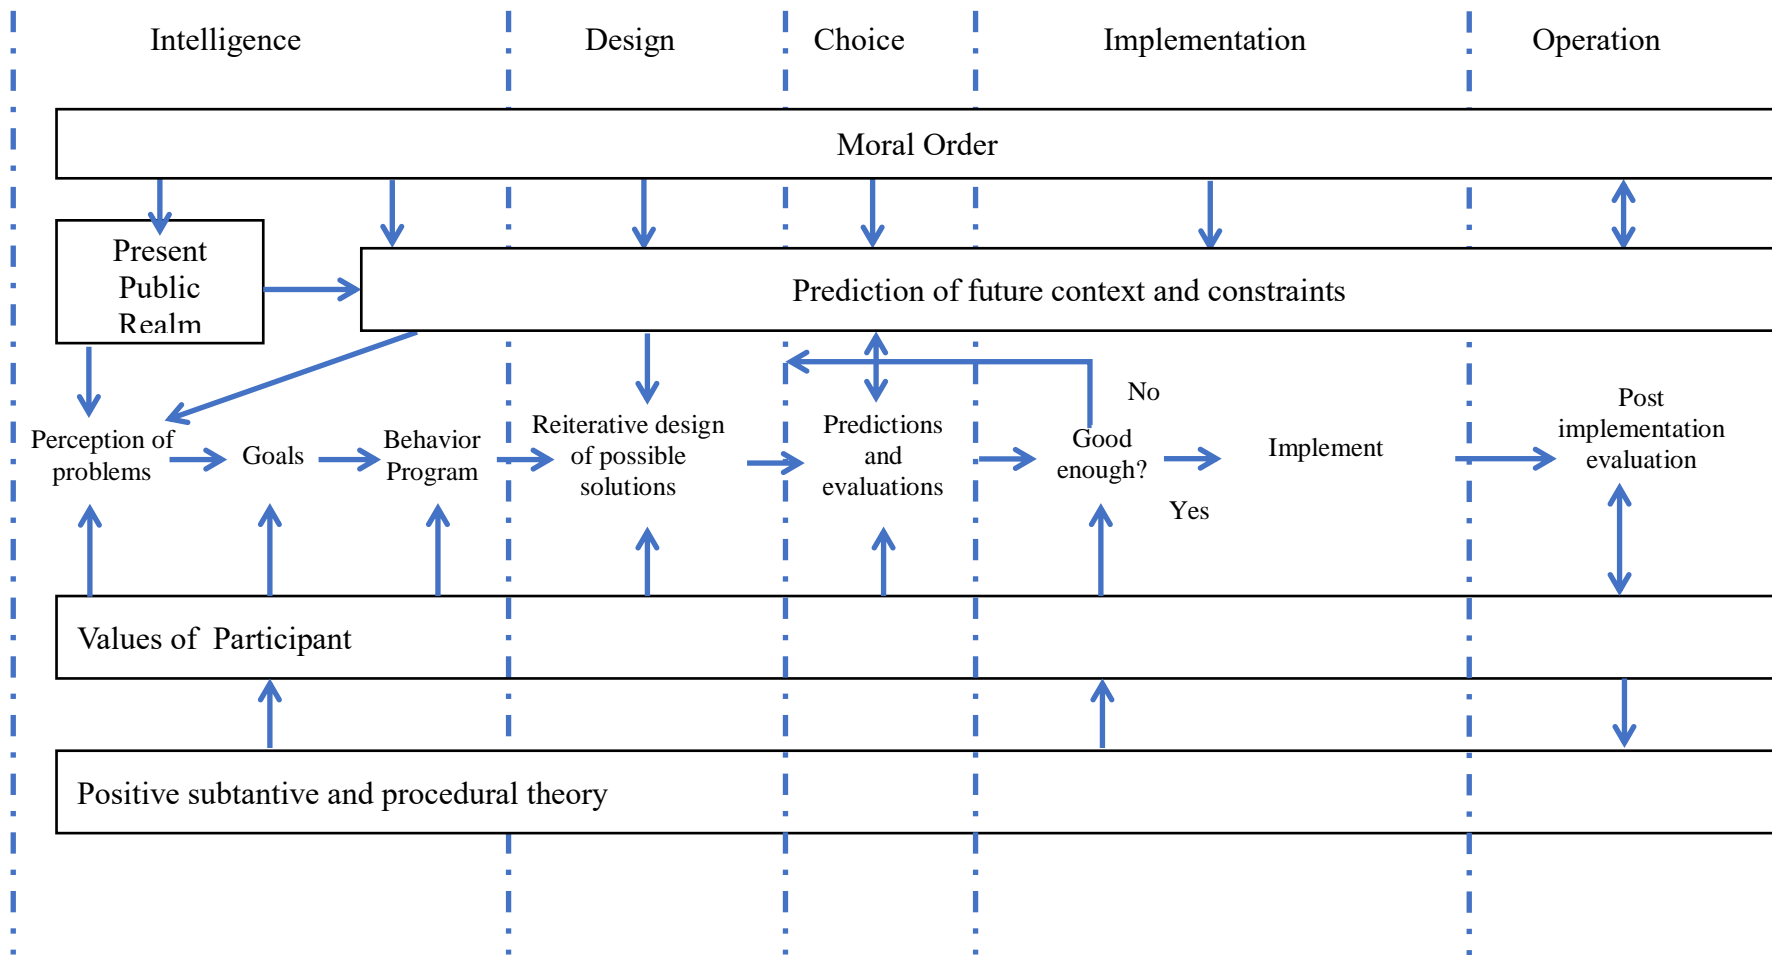 Intelligence
Design
Choice
Implementation
Operation
Moral Order
Present
Public
Realm
Prediction of future context and constraints
No
Perception of
problems
Goals
Behavior
Program
Reiterative design
of possible
solutions
Predictions
and
evaluations
Good
enough?
Yes
Implement
Post
implementation
evaluation
Values of  Participant
Positive subtantive and procedural theory